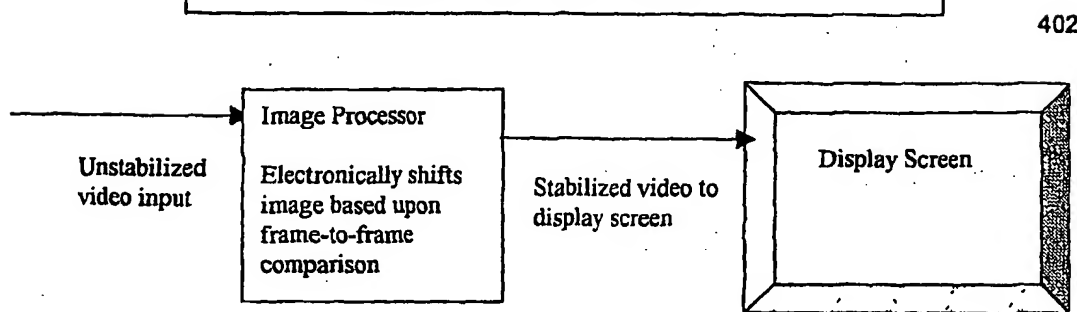 402
Image Processor
Electronically shifts
image based upon
frame-to-frame
comparison
Unstabilized
video input
Stabilized video to
display screen
Display Screen